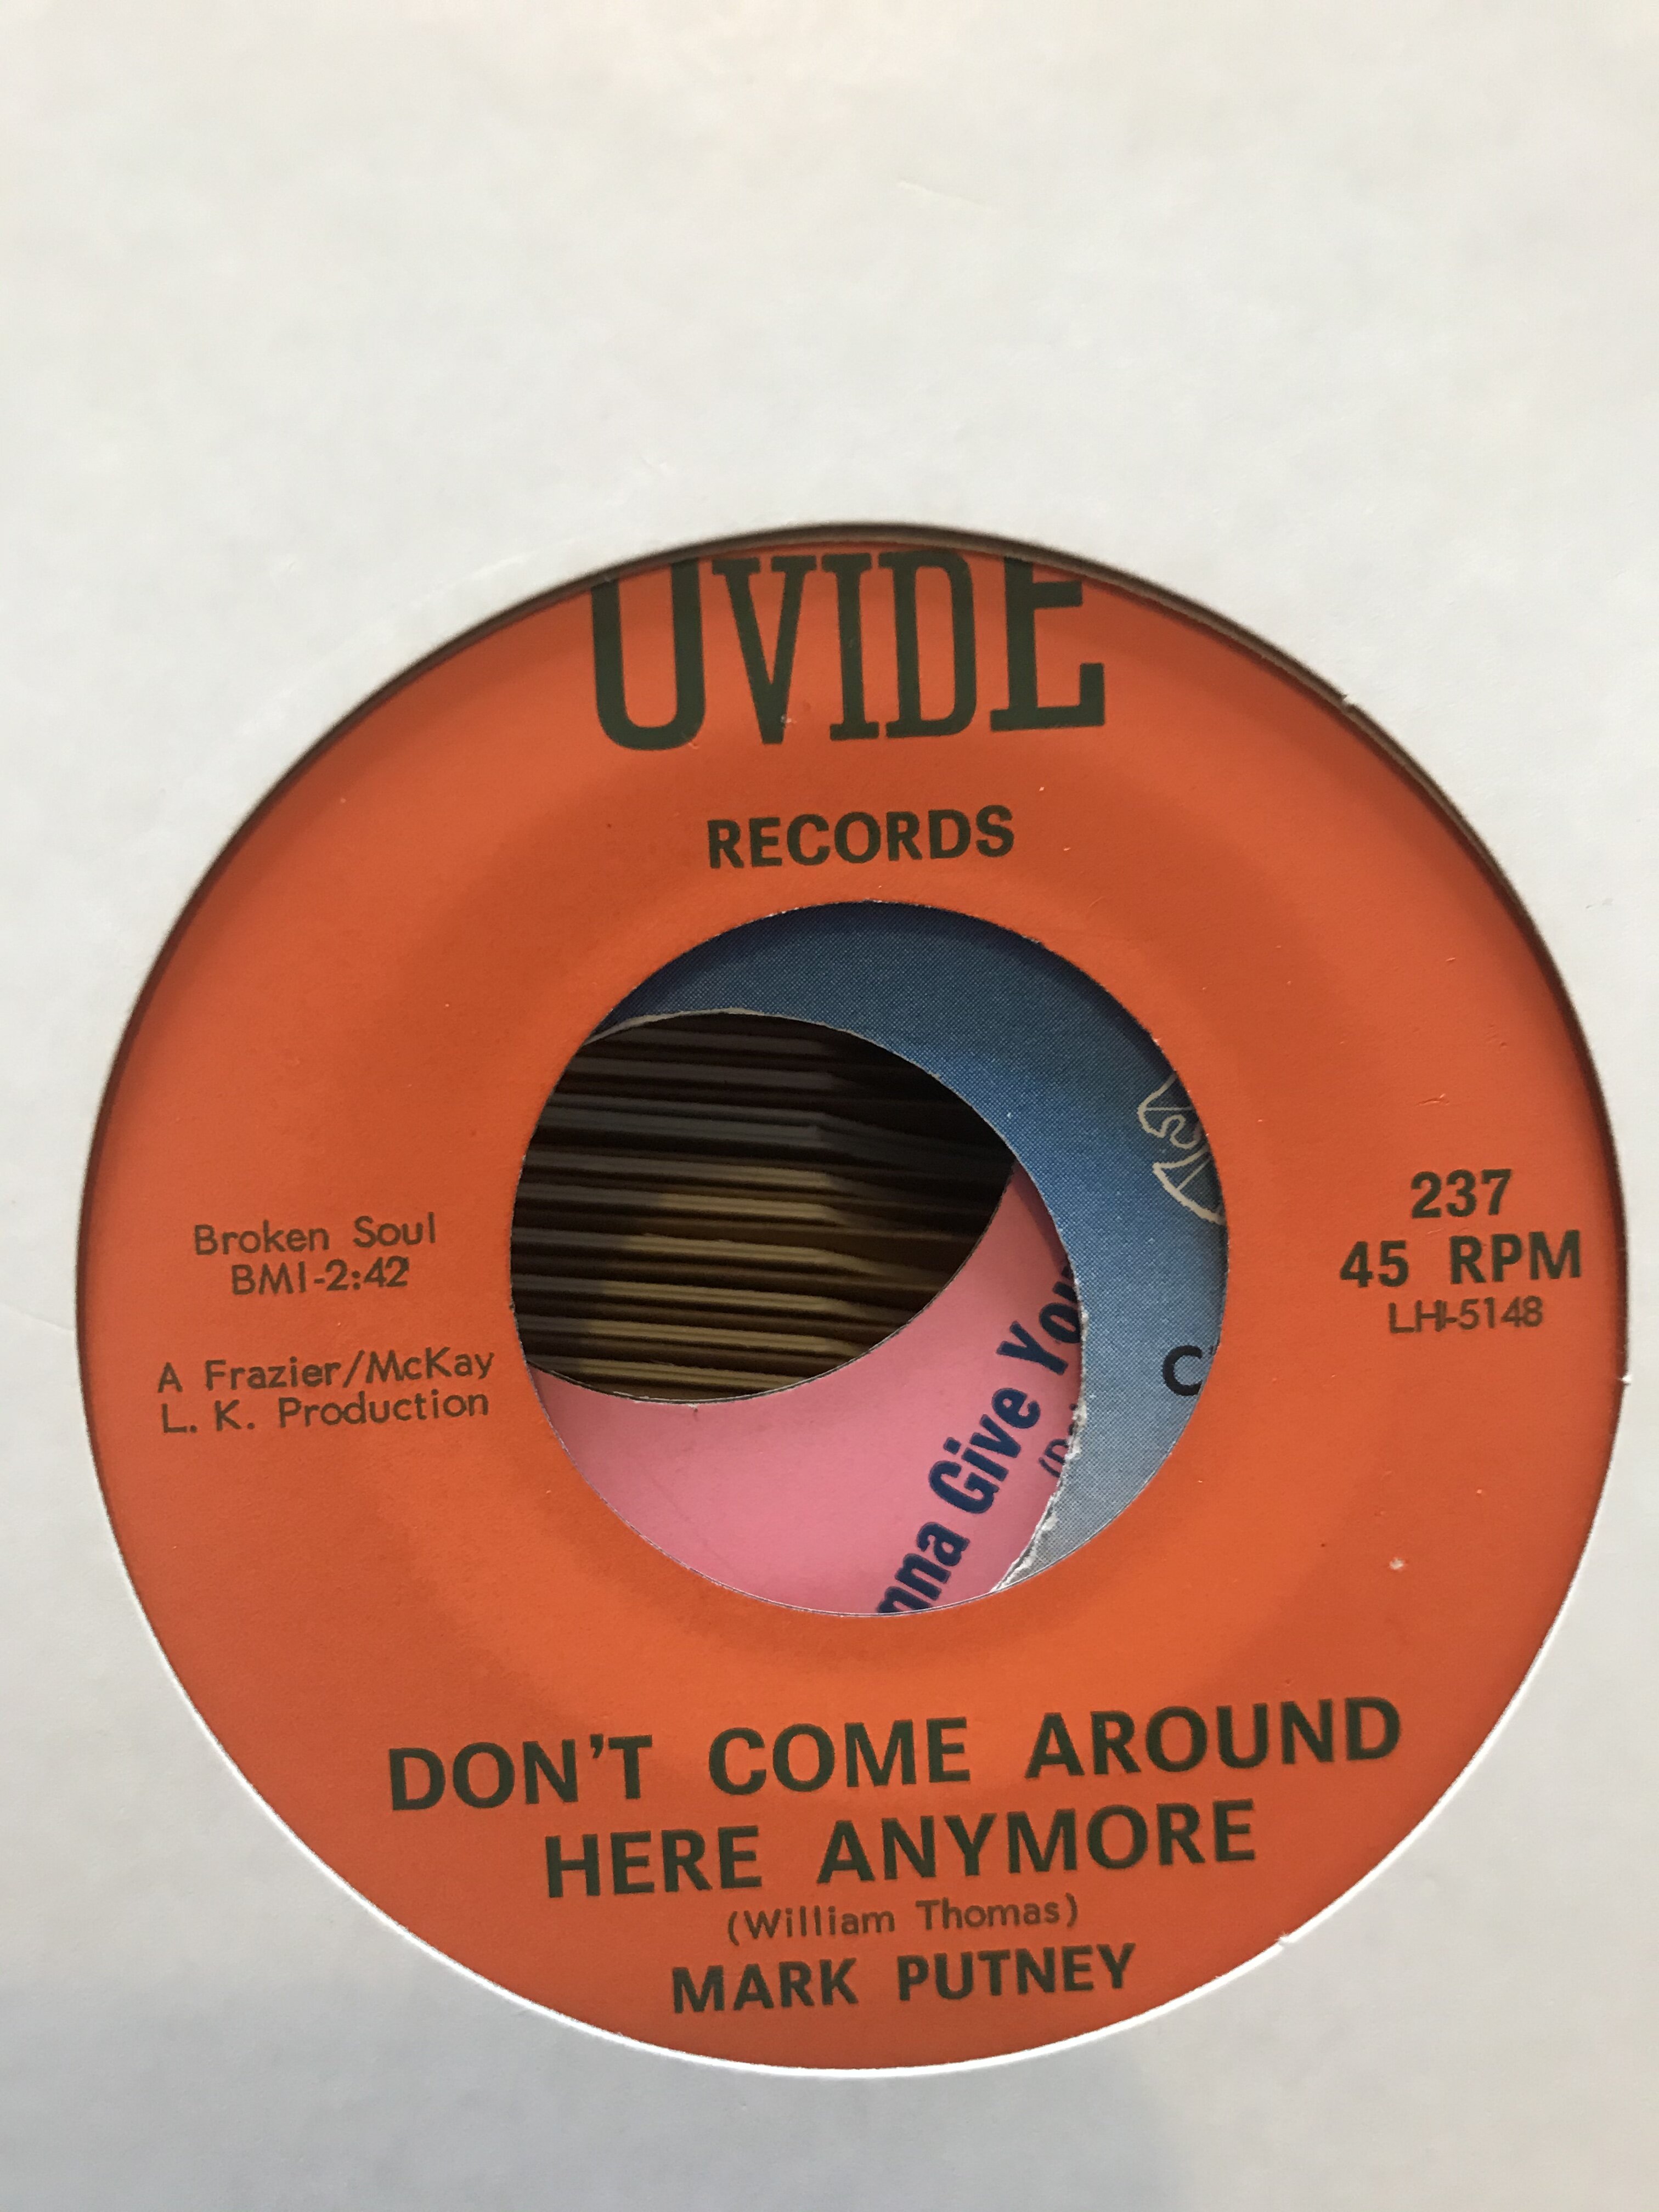 OVIDE
RECORDS
Broken Soul
BMI-2:42
A Frazier/McKay
L. K. Production
237
45 RPM
LH-5148
nna Give You
DON'T COME AROUND
HERE ANYMORE
(William Thomas)
MARK PUTNEY